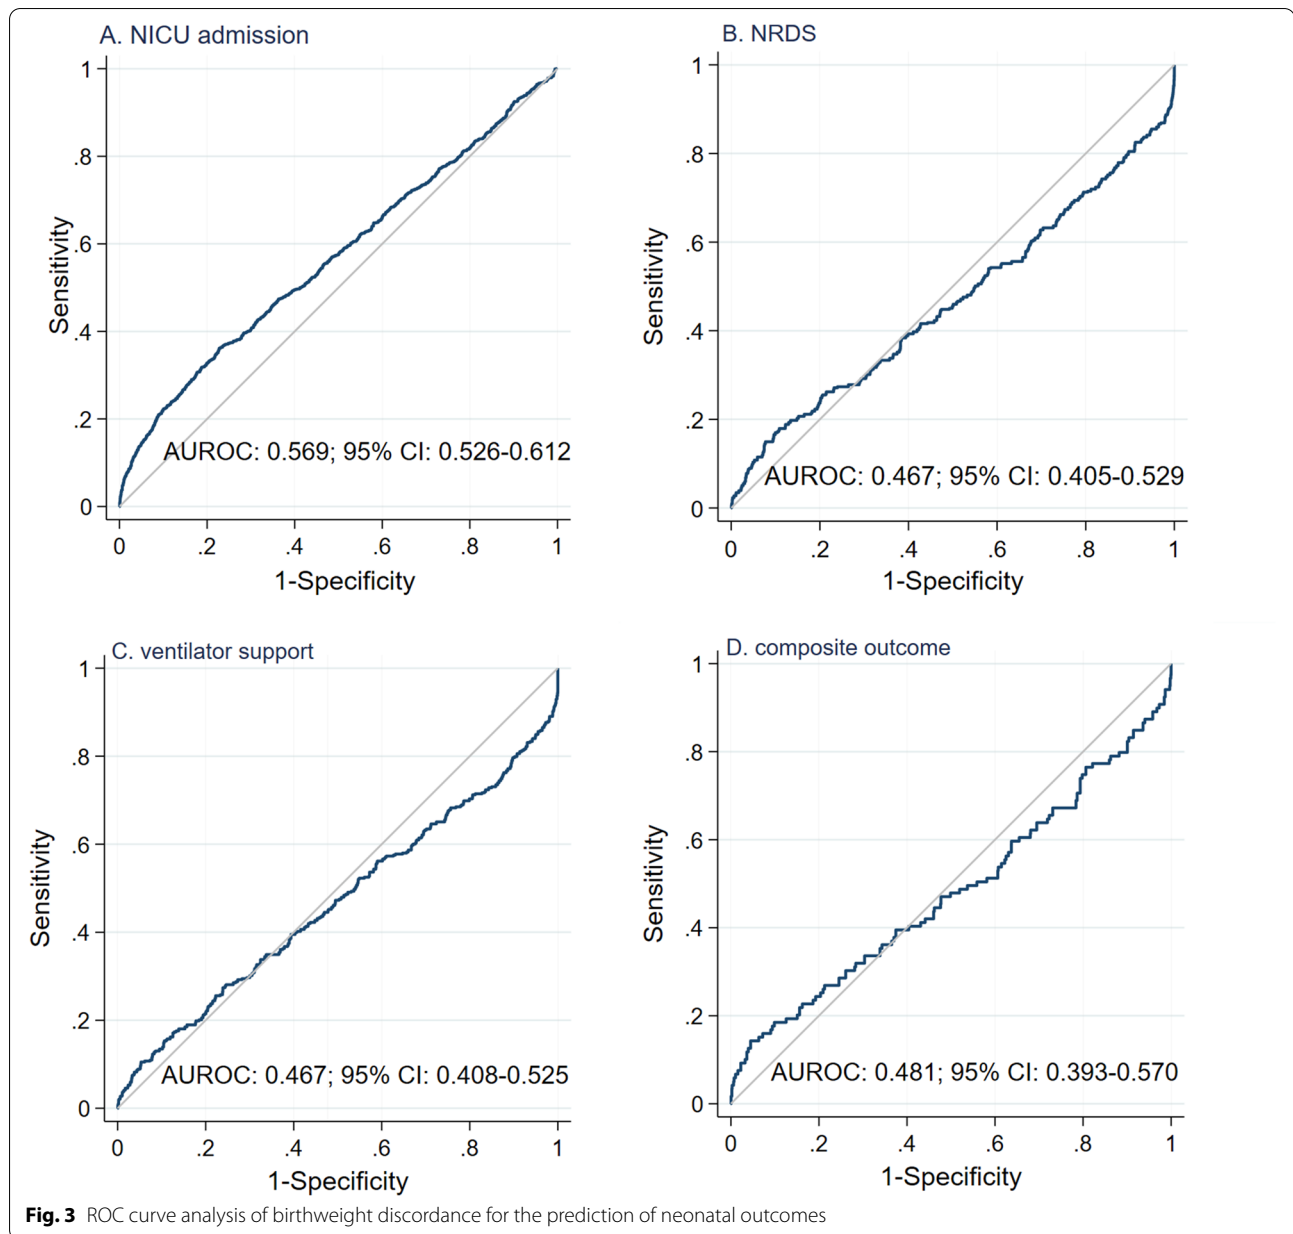 A. NICU admission
1
.8
.6
.4
.2
0
Sensitivity
AUROC: 0.569; 95% CI: 0.526-0.612
0 .2 .4 .6 .8 1
1-Specificity
B. NRDS
1
.8
.6
.4
.2
0
Sensitivity
AUROC: 0.467; 95% CI: 0.405-0.529
0 .2 .4 .6 .8 1
1-Specificity
C. ventilator support
1
.8
.6
.4
.2
0
Sensitivity
AUROC: 0.467; 95% CI: 0.408-0.525
0 .2 .4 .6 .8 1
1-Specificity
D. composite outcome
1
.8
.6
.4
.2
0
Sensitivity
AUROC: 0.481; 95% CI: 0.393-0.570
0 .2 .4 .6 .8 1
1-Specificity
Fig. 3 ROC curve analysis of birthweight discordance for the prediction of neonatal outcomes